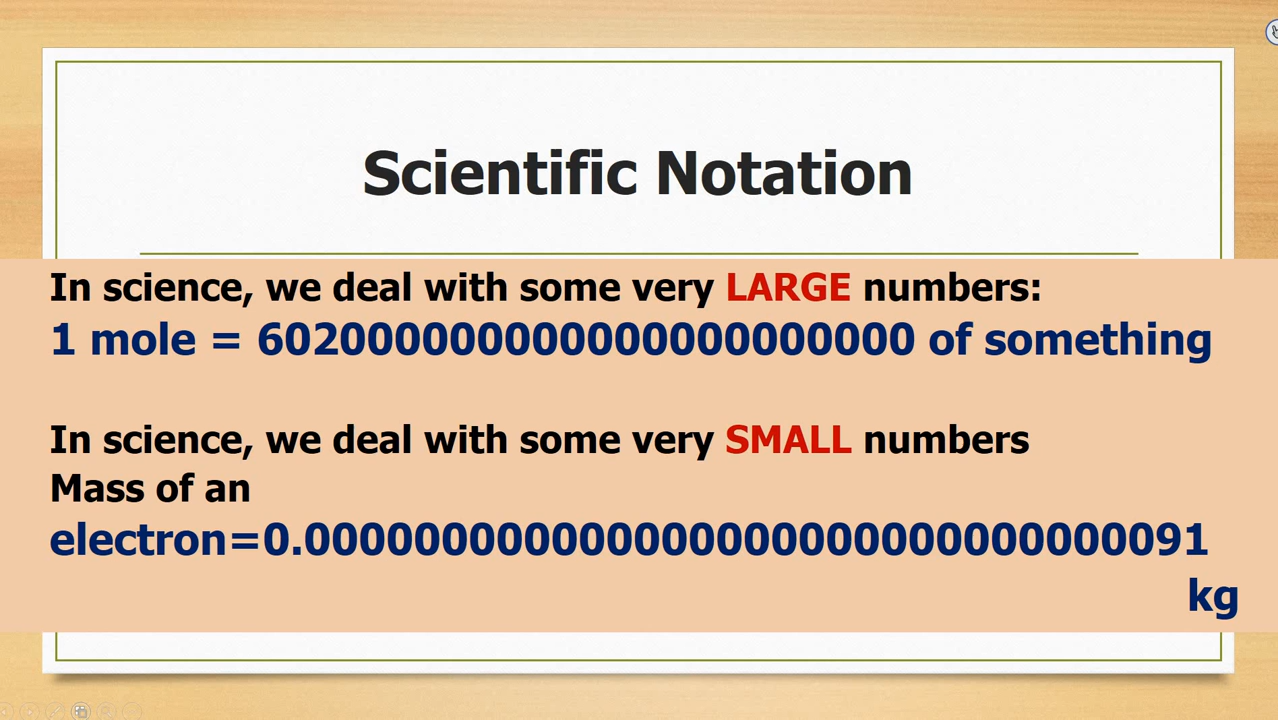 Scientific Notation
In science, we deal with some very LARGE numbers:
1 mole = 602000000000000000000000 of something
In science, we deal with some very SMALL numbers
Mass of an
electron=0.000000000000000000000000000000091
kg